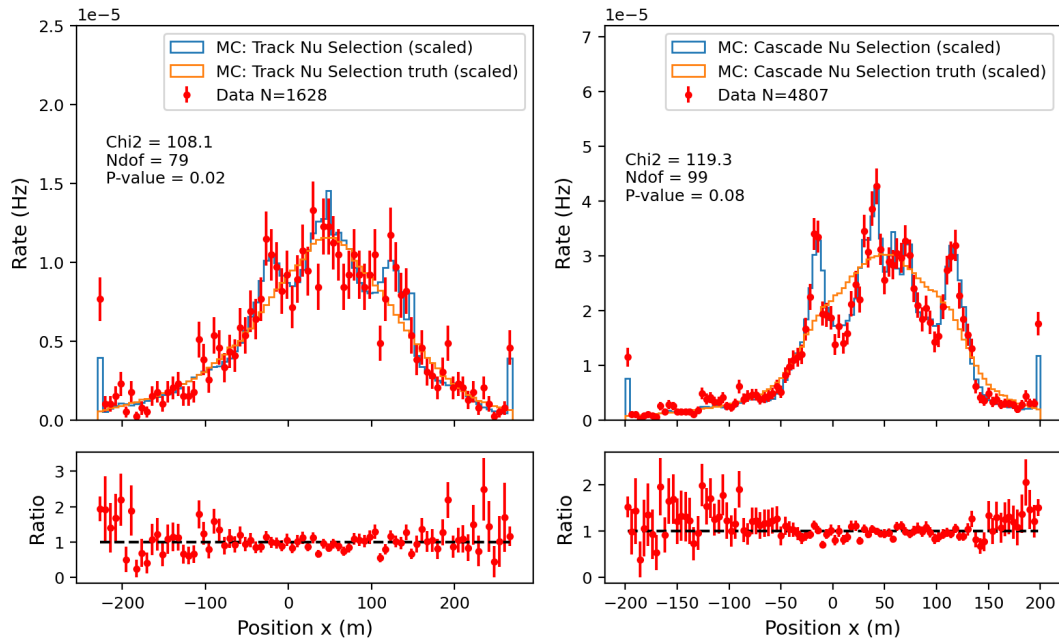 1e−5
2.5
2.0
1.5
1.0
0.5
0.0
Rate (Hz)
MC: Track Nu Selection (scaled)
MC: Track Nu Selection truth (scaled)
Data N=1628
Chi2 = 108.1
Ndof = 79
P-value = 0.02
3
2
1
0
Ratio
−200 −100 0 100 200
Position x (m)
1e−5
7
6
5
4
3
2
1
0
Rate (Hz)
MC: Cascade Nu Selection (scaled)
MC: Cascade Nu Selection truth (scaled)
Data N=4807
Chi2 = 119.3
Ndof = 99
P-value = 0.08
2
1
0
Ratio
−200 −150 −100 −50 0 50 100 150 200
Position x (m)